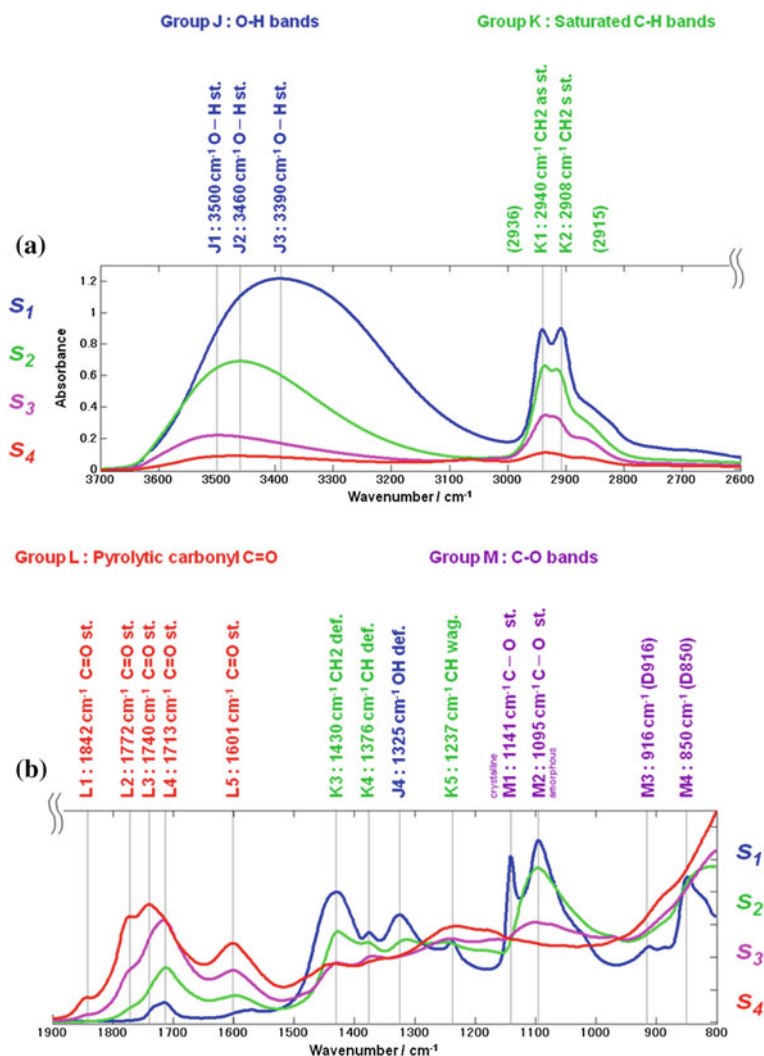 Group J : O-H bands
Group K : Saturated C-H bands
J1 : 3500 cm-1 O – H st.
J2 : 3460 cm-1 O – H st.
J3 : 3390 cm-1 O – H st.
(2936)
K1 : 2940 cm-1 CH2 as st.
K2 : 2908 cm-1 CH2 s st.
(2915)
(a)
S1
S2
S3
S4
Absorbance
1.2
1
0.8
0.6
0.4
0.2
0
3700 3600 3500 3400 3300 3200 3100 3000 2900 2800 2700 2600
Wavenumber / cm-1
Group L : Pyrolytic carbonyl C=O
Group M : C-O bands
L1 : 1842 cm-1 C=O st.
L2 : 1772 cm-1 C=O st.
L3 : 1740 cm-1 C=O st.
L4 : 1713 cm-1 C=O st.
L5 : 1601 cm-1 C=O st.
K3 : 1430 cm-1 CH2 def.
K4 : 1376 cm-1 CH def.
J4 : 1325 cm-1 OH def.
K5 : 1237 cm-1 CH wag.
crystalline
M1 : 1141 cm-1 C – O st.
M2 : 1095 cm-1 C – O st.
amorphous
M3 : 916 cm-1 (D916)
M4 : 850 cm-1 (D850)
(b)
S1
S2
S3
S4
1900 1800 1700 1600 1500 1400 1300 1200 1100 1000 900 800
Wavenumber / cm-1